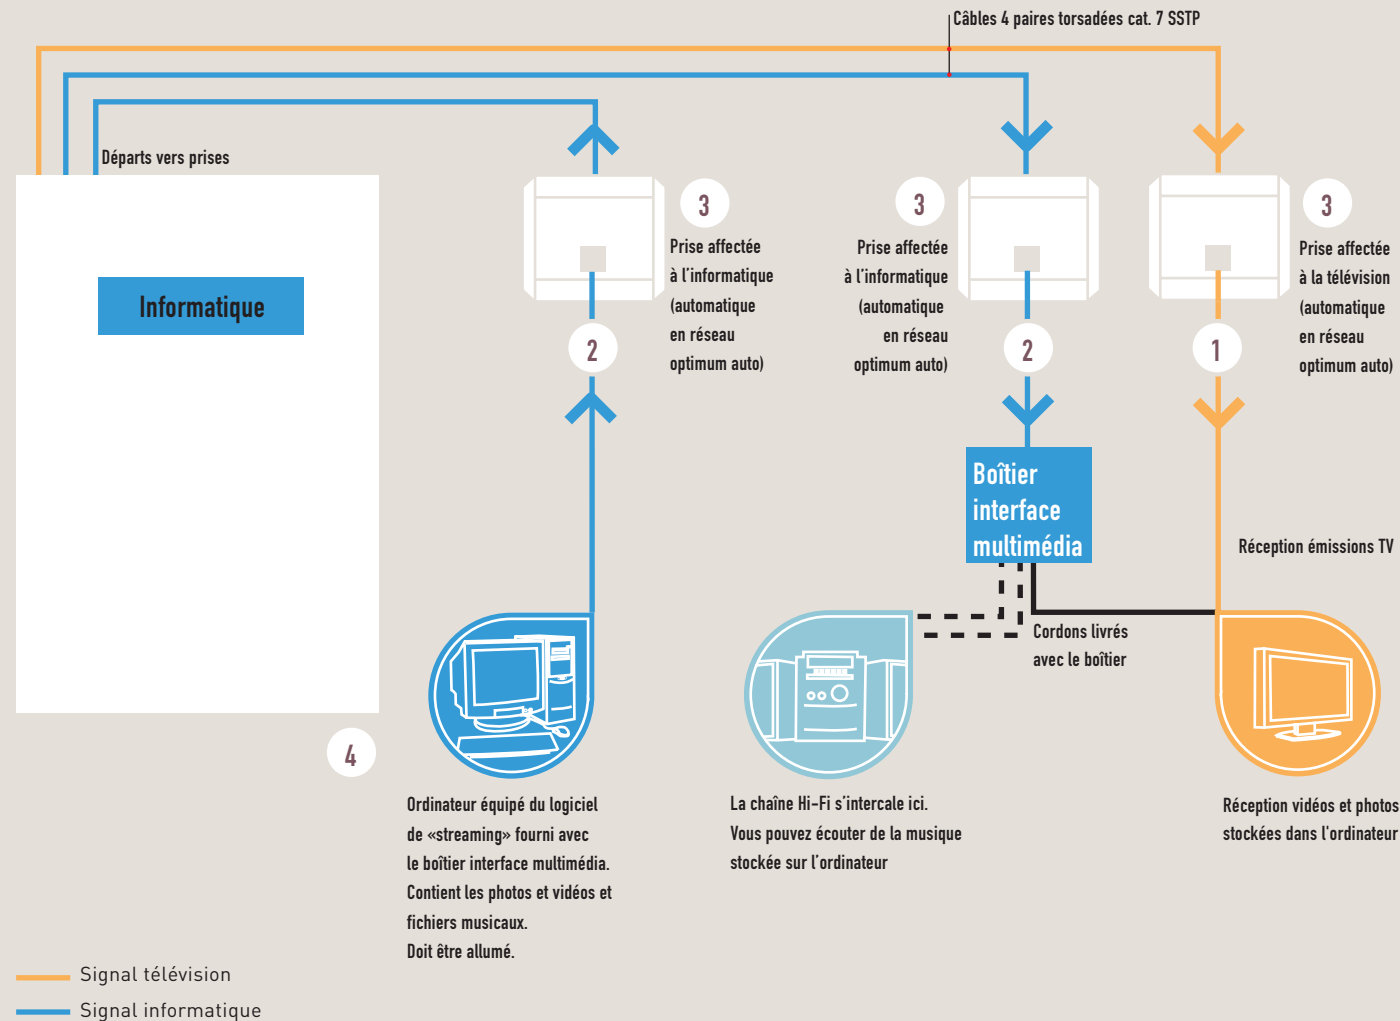 Câbles 4 paires torsadées cat. 7 SSTP
Départs vers prises
Informatique
3
Prise affectée
à l'informatique
(automatique
en réseau
optimum auto)
2
3
Prise affectée
à l'informatique
(automatique
en réseau
optimum auto)
2
3
Prise affectée
à la télévision
(automatique
en réseau
optimum auto)
1
Boîtier
interface
multimédia
Réception émissions TV
Cordons livrés
avec le boîtier
4
Ordinateur équipé du logiciel
de «streaming» fourni avec
le boîtier interface multimédia.
Contient les photos et vidéos et
fichiers musicaux.
Doit être allumé.
La chaîne Hi-Fi s'intercale ici.
Vous pouvez écouter de la musique
stockée sur l'ordinateur
Réception vidéos et photos
stockées dans l'ordinateur
Signal télévision
Signal informatique